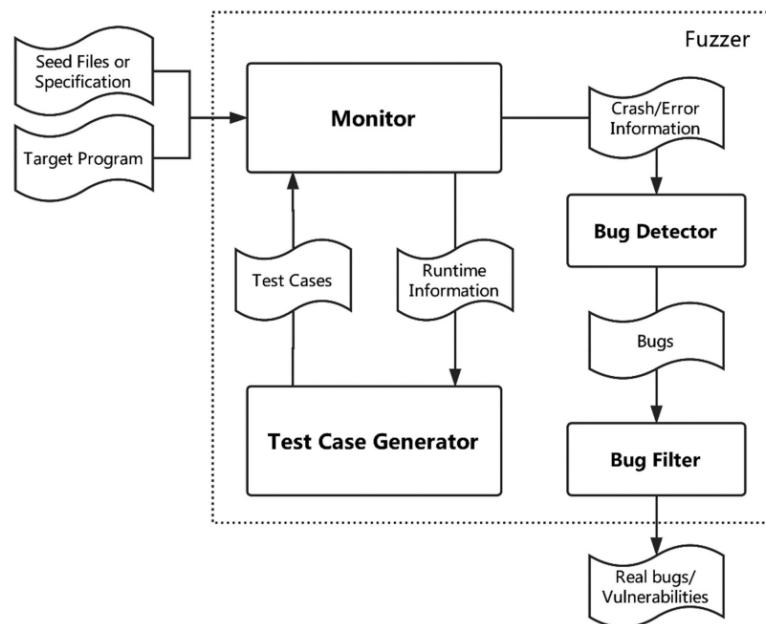 Fuzzer
Seed Files or
Specification
Target Program
Monitor
Crash/Error
Information
Bug Detector
Test Cases
Runtime
Information
Bugs
Test Case Generator
Bug Filter
Real bugs/
Vulnerabilities